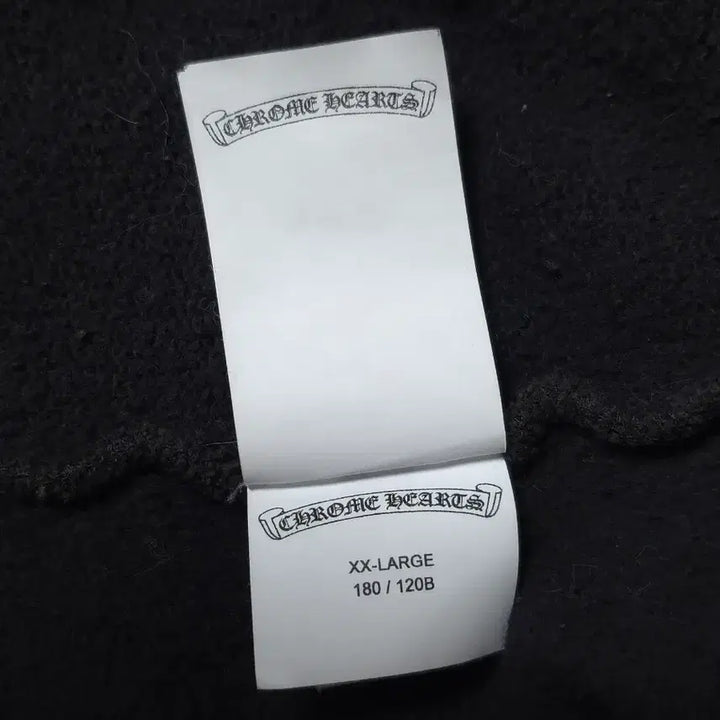 CHROME HEARTS
CHROME HEARTS
XX-LARGE
180 / 120B